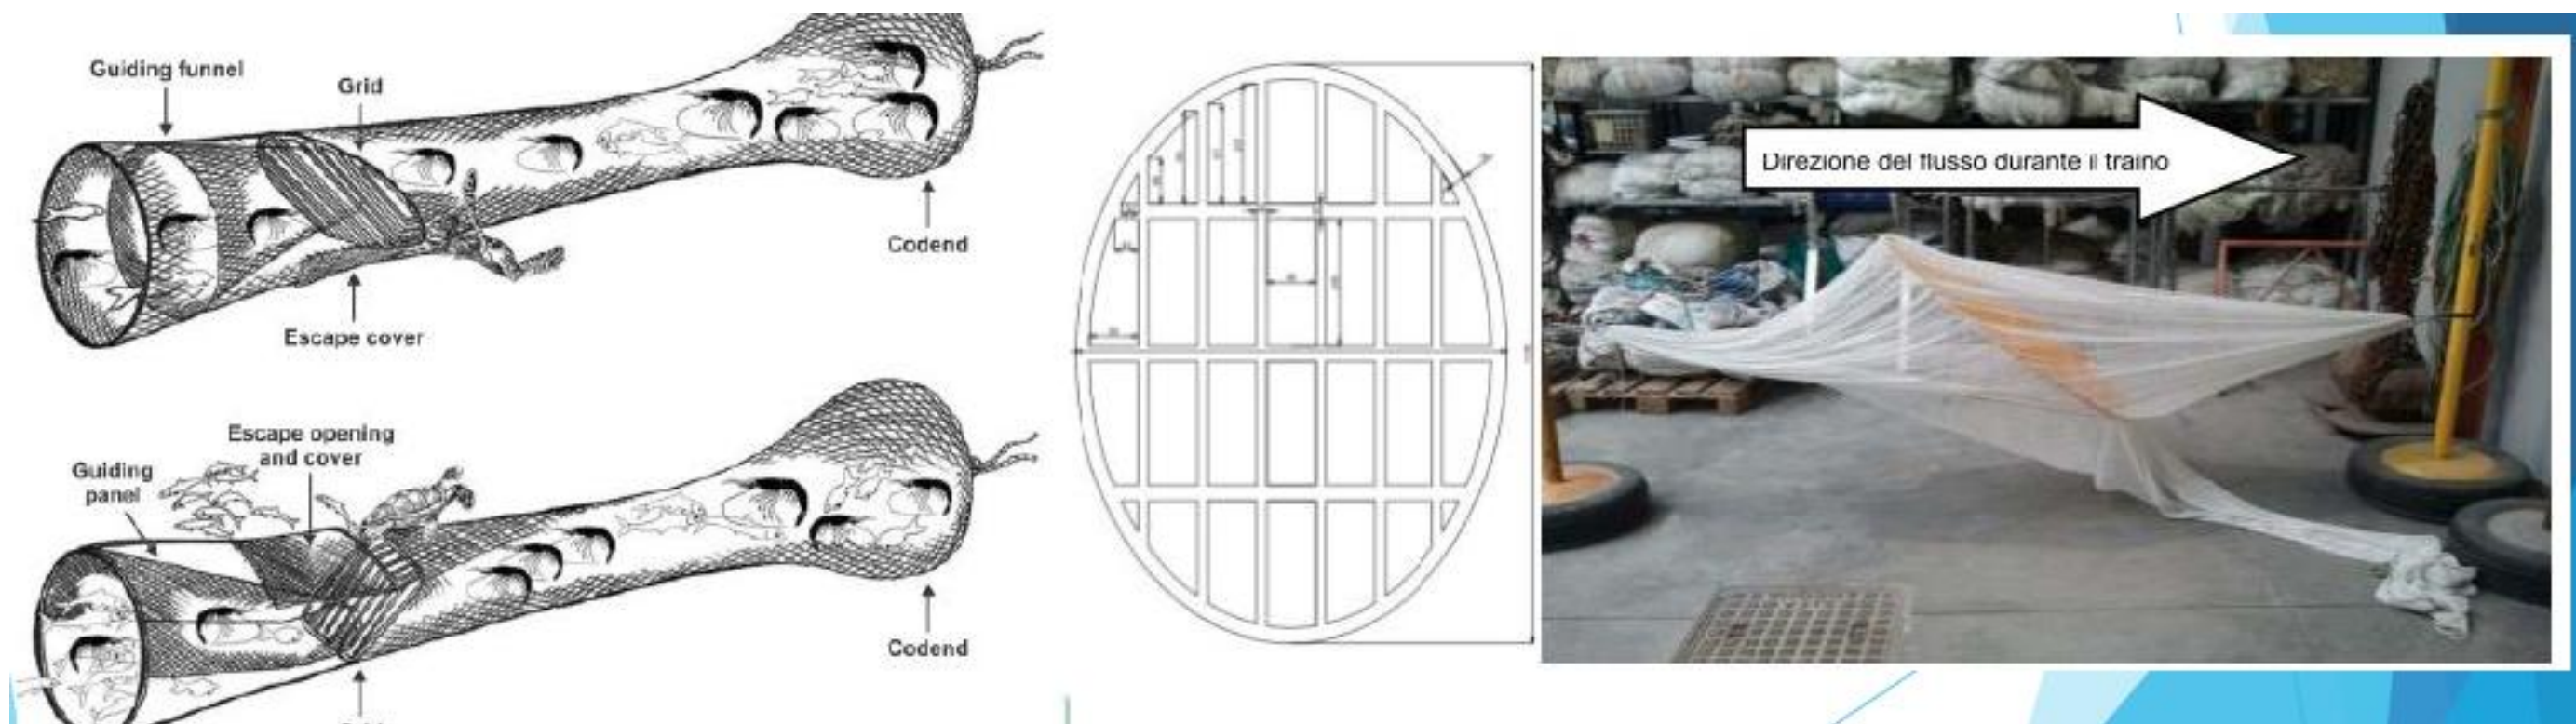 Guiding funnel
Grid
Escape cover
Codend
Escape opening
and cover
Guiding
panel
Codend
Direzione del flusso durante il traino